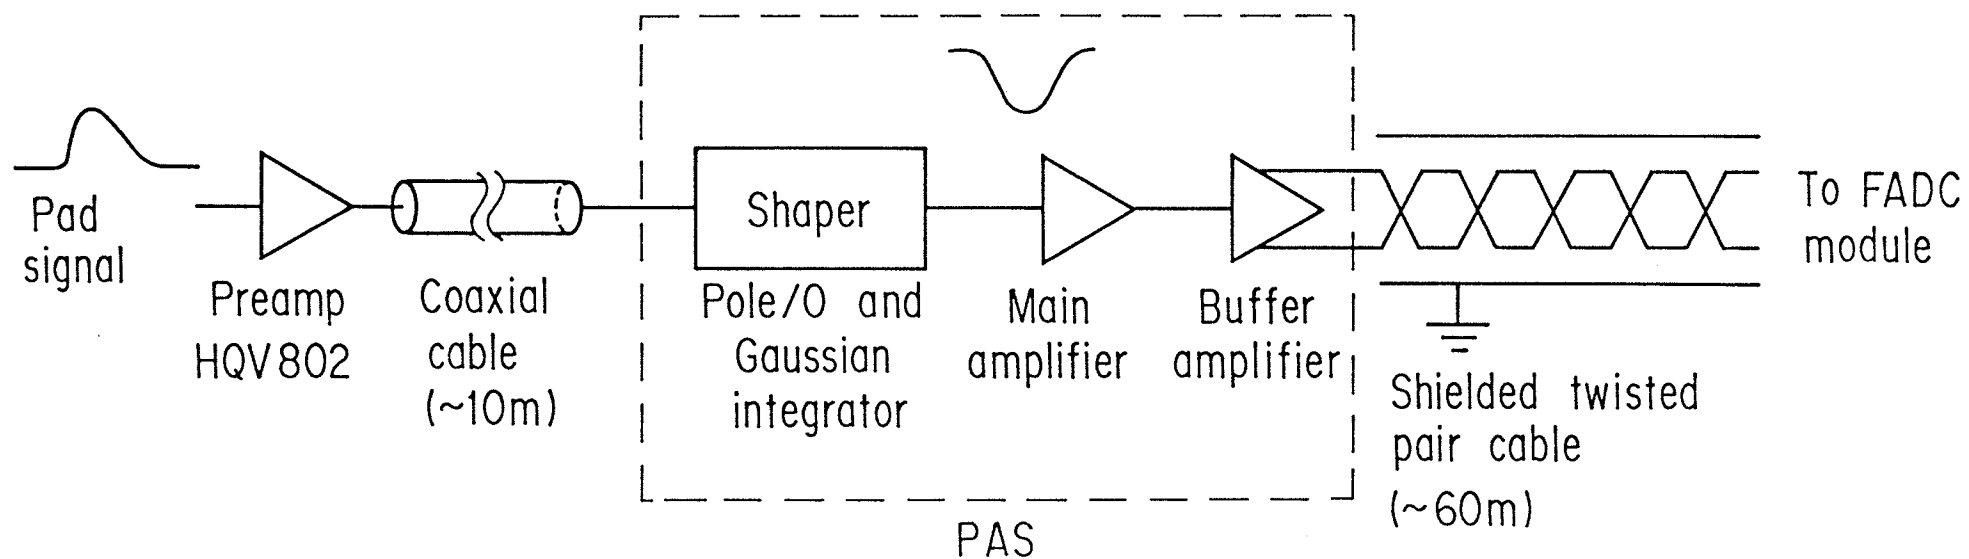 Pad
signal
Preamp
HQV802
Coaxial
cable
(~10m)
Shaper
Pole/0 and
Gaussian
integrator
Main
amplifier
Buffer
amplifier
PAS
To FADC
module
Shielded twisted
pair cable
(~60m)